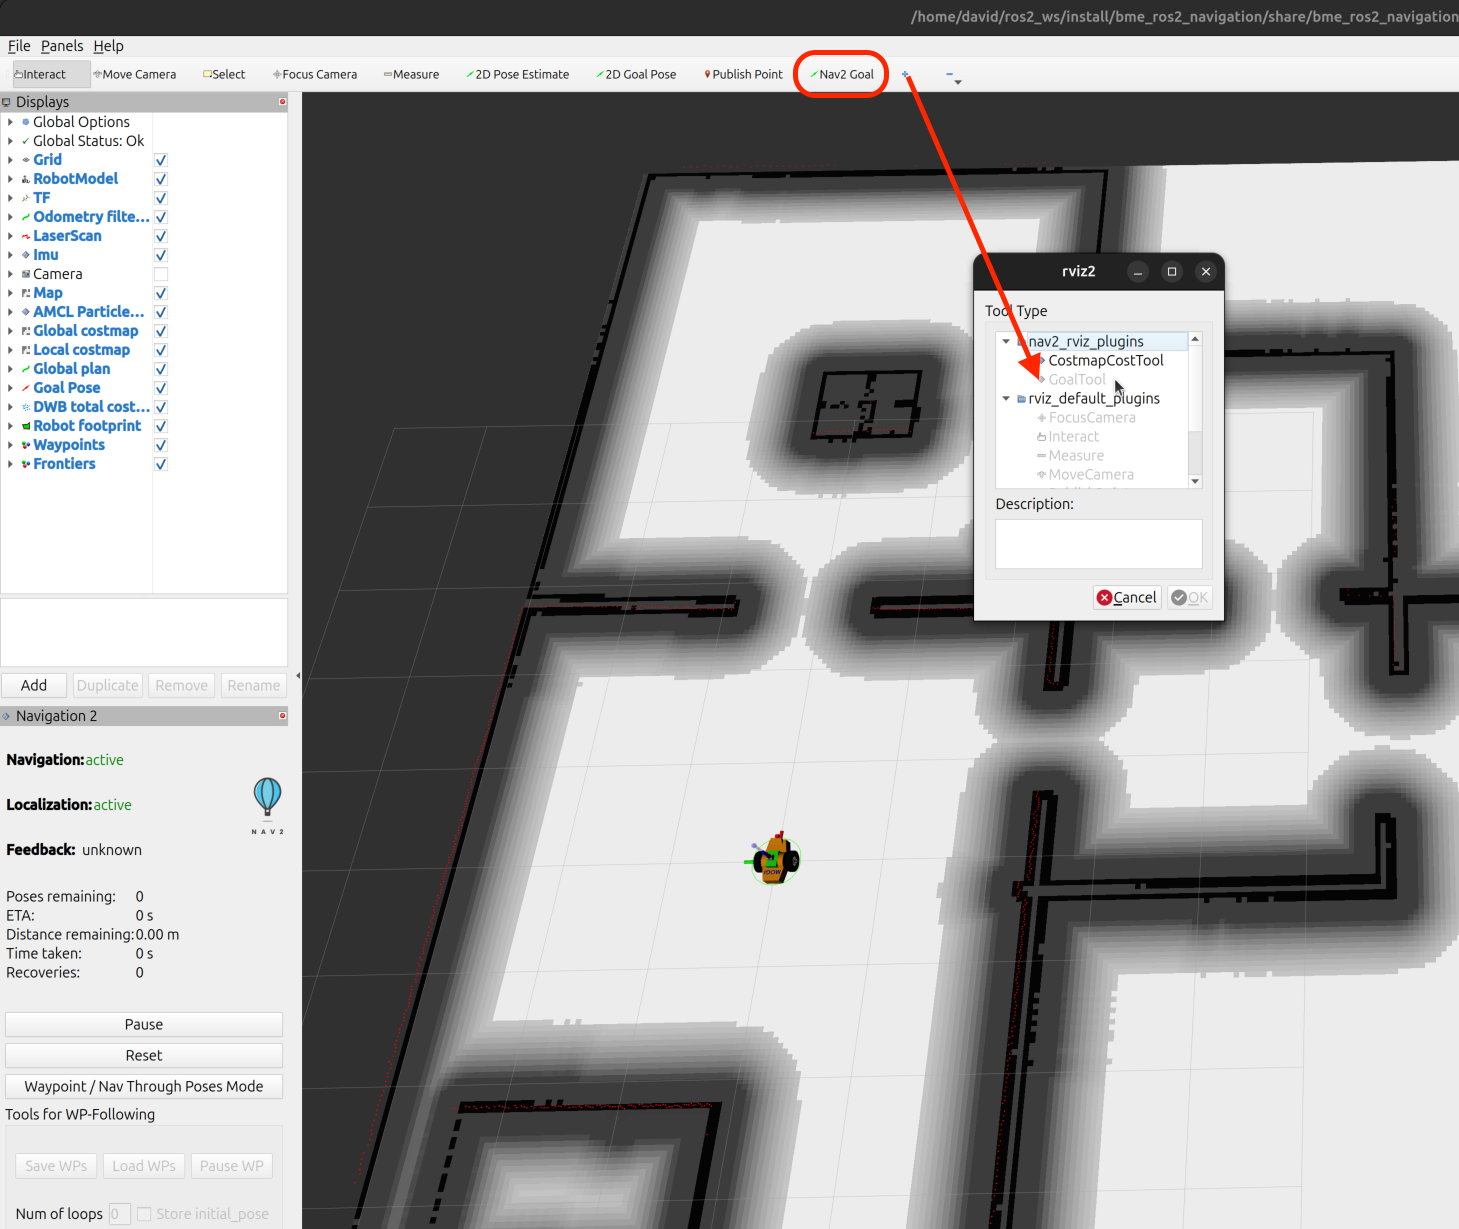 /home/david/ros2_ws/install/bme_ros2_navigation/share/bme_ros2_navigation
File Panels Help
Interact Move Camera Select Focus Camera Measure 2D Pose Estimate 2D Goal Pose Publish Point Nav2 Goal
Displays
Global Options
Global Status: Ok
Grid
RobotModel
TF
Odometry filte...
LaserScan
Imu
Camera
Map
AMCL Particle...
Global costmap
Local costmap
Global plan
Goal Pose
DWB total cost...
Robot footprint
Waypoints
Frontiers
Add Duplicate Remove Rename
Navigation 2
Navigation: active
Localization: active
NAV2
Feedback: unknown
Poses remaining: 0
ETA: 0 s
Distance remaining: 0.00 m
Time taken: 0 s
Recoveries: 0
Pause
Reset
Waypoint / Nav Through Poses Mode
Tools for WP-Following
Save WPs Load WPs Pause WP
Num of loops 0 Store initial_pose
rviz2
Tool Type
nav2_rviz_plugins
CostmapCostTool
GoalTool
rviz_default_plugins
FocusCamera
Interact
Measure
MoveCamera
Description:
Cancel OK